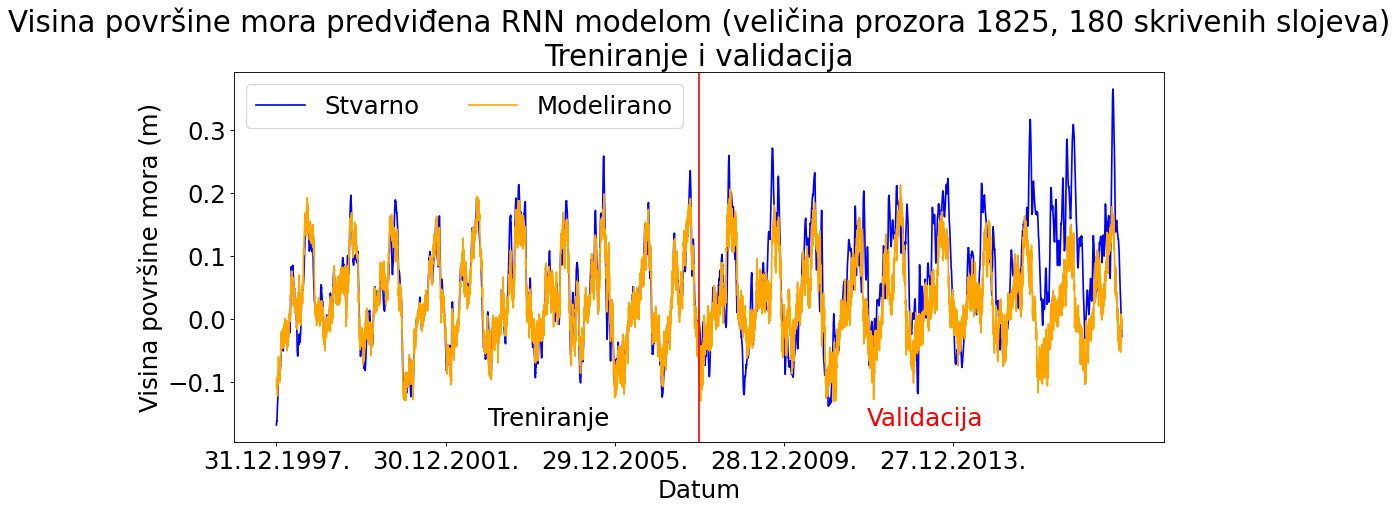 Visina površine mora predviđena RNN modelom (veličina prozora 1825, 180 skrivenih slojeva)
Treniranje i validacija
Stvarno
Modelirano
Visina površine mora (m)
0.3
0.2
0.1
0.0
−0.1
Treniranje
Validacija
31.12.1997.
30.12.2001.
29.12.2005.
28.12.2009.
27.12.2013.
Datum